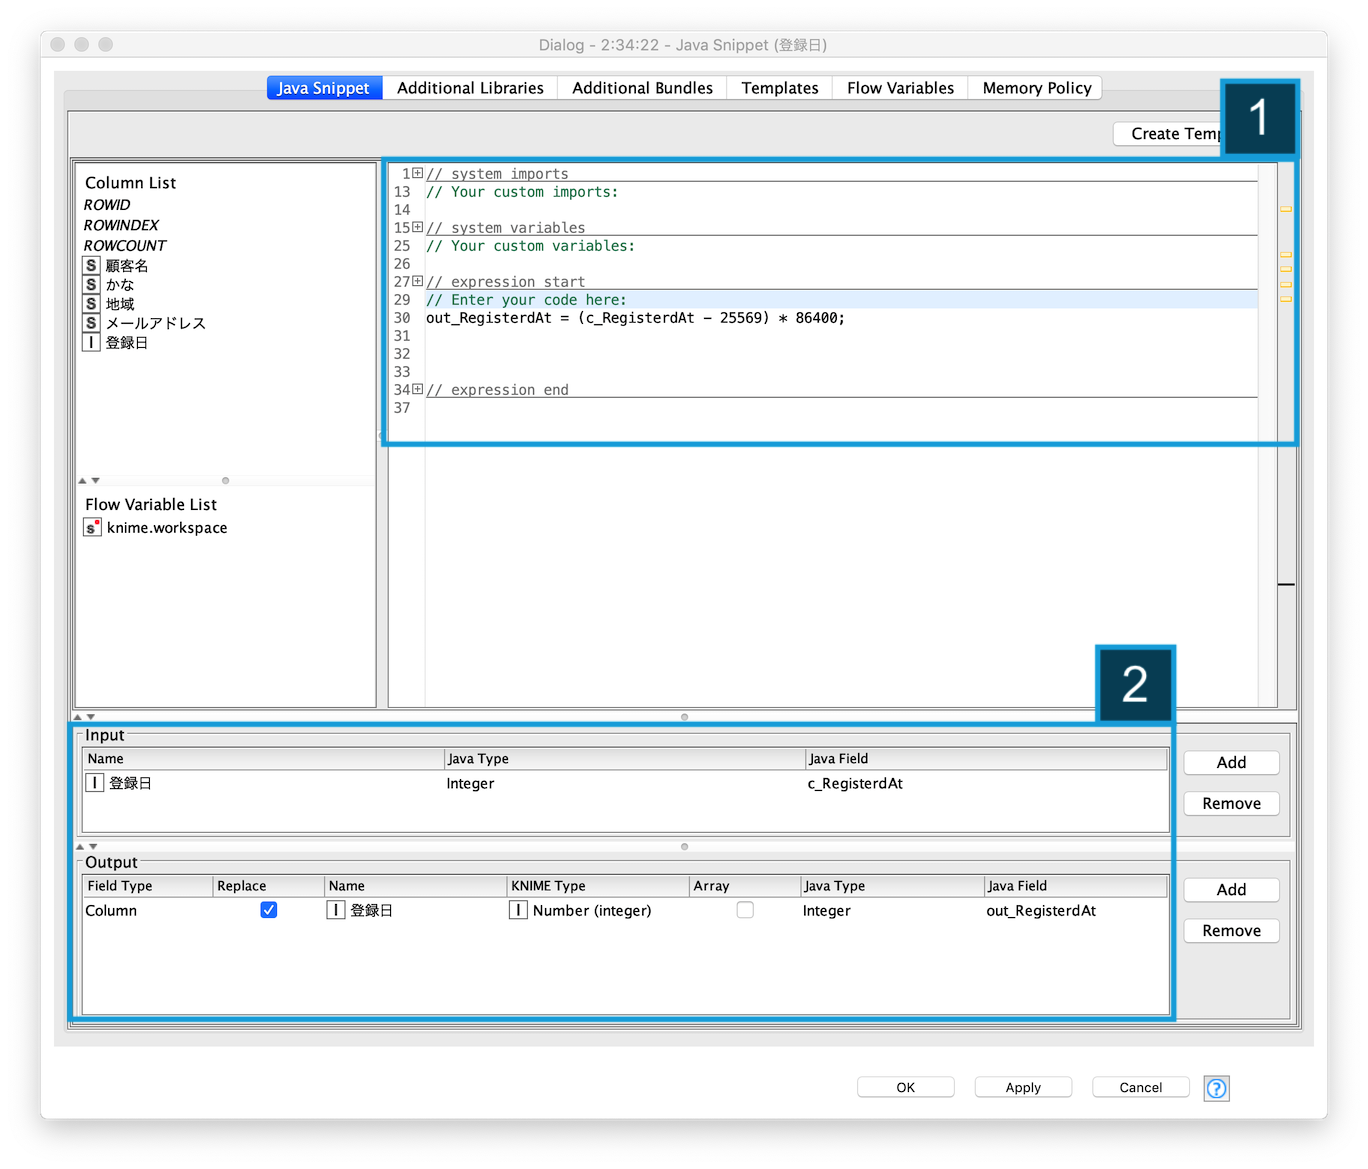 Dialog - 2:34:22 - Java Snippet (登録日)
Java Snippet Additional Libraries Additional Bundles Templates Flow Variables Memory Policy
1
Create Temp
Column List
ROWID
ROWINDEX
ROWCOUNT
S 顧客名
S かな
S 地域
S メールアドレス
I 登録日
1 // system imports
13 // Your custom imports:
14
15 // system variables
25 // Your custom variables:
26
27 // expression start
29 // Enter your code here:
30 out_RegisterdAt = (c_RegisterdAt - 25569) * 86400;
31
32
33
34 // expression end
37
Flow Variable List
s knime.workspace
2
Input
Name Java Type Java Field
I 登録日 Integer c_RegisterdAt
Add
Remove
Output
Field Type Replace Name KNIME Type Array Java Type Java Field
Column I 登録日 I Number (integer) Integer out_RegisterdAt
Add
Remove
OK Apply Cancel ?